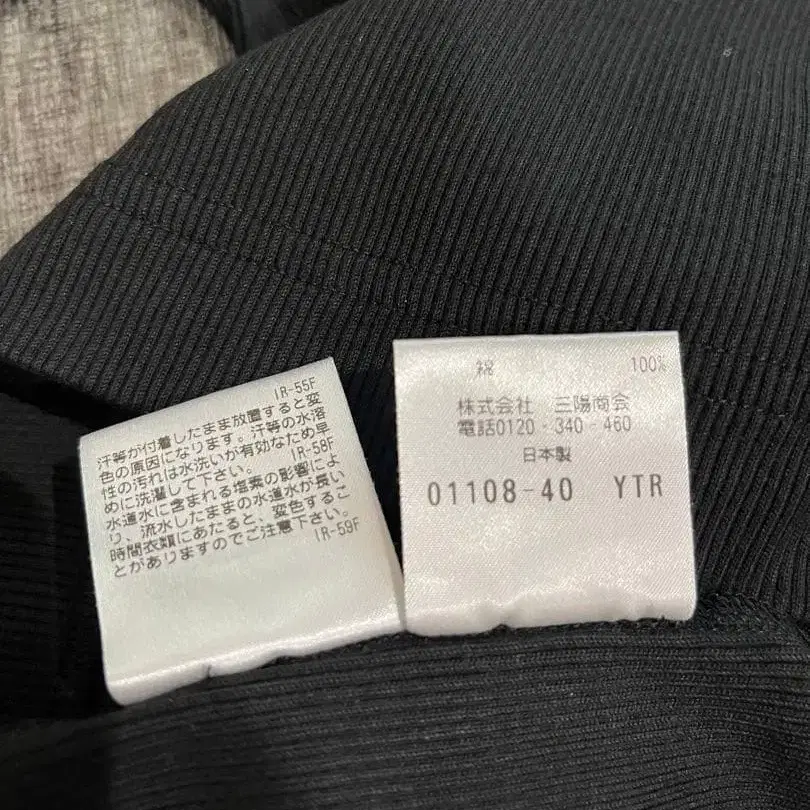 IR-55F
汗等が付着したまま放置すると変
色の原因になります。汗等の水溶
IR-58F
性の汚れは水洗いが有効なため早
めに洗濯して下さい。
水道水に含まれる塩素の影響によ
り、流水したままの水道水が長い
時間衣類にあたると、変色するこ
とがありますのでご注意下さい。
IR-59F
綿 100%
株式会社 三陽商会
電話0120-340-460
日本製
01108-40 YTR